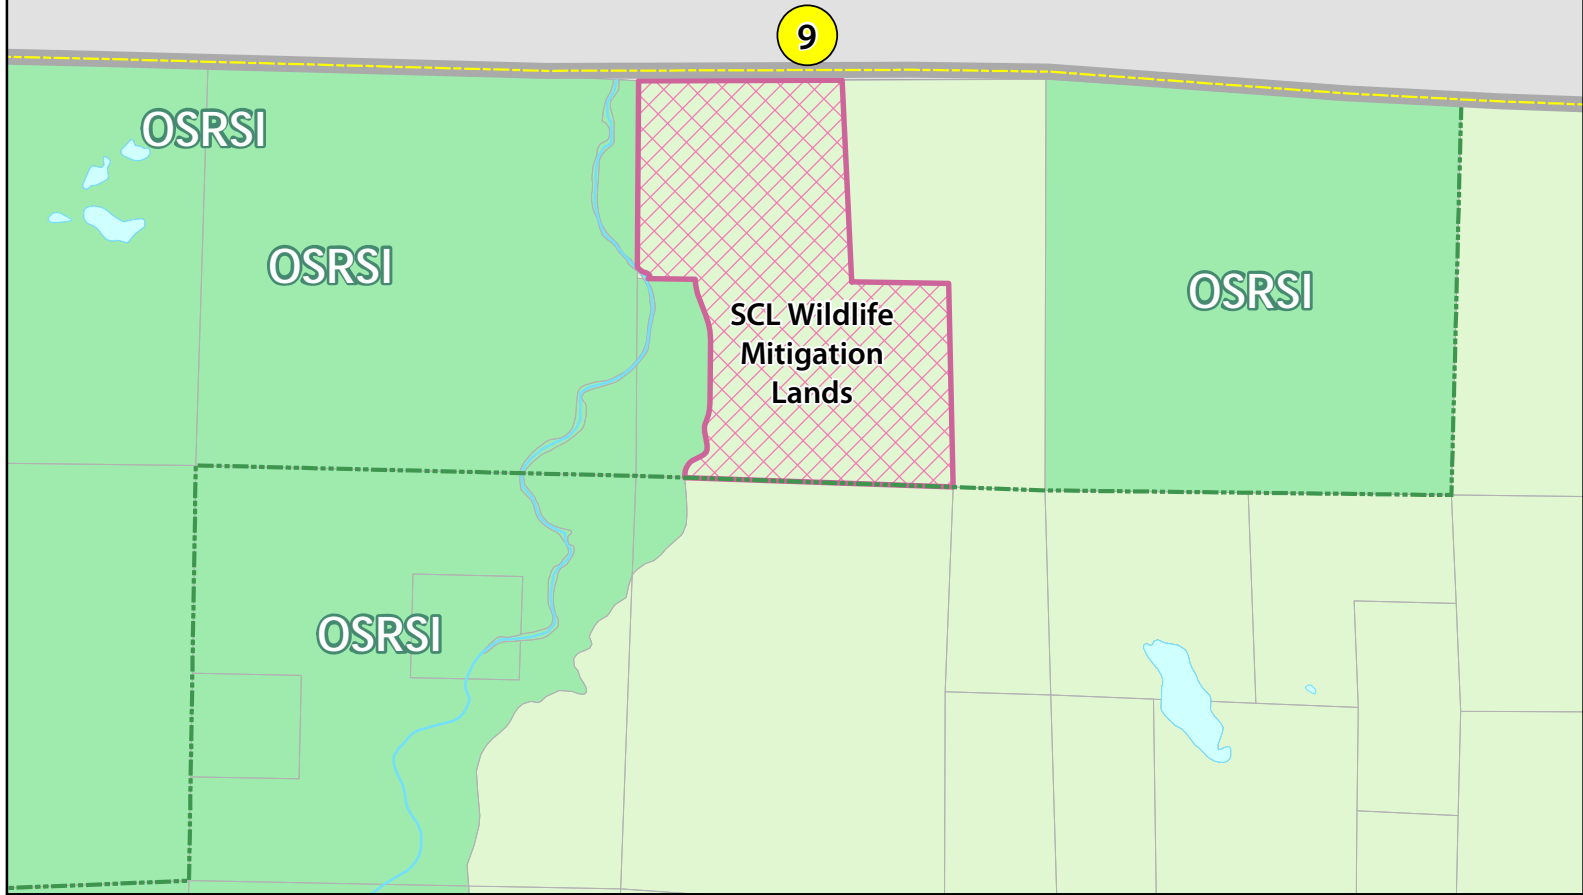 9
OSRSI
OSRSI
OSRSI
SCL Wildlife
Mitigation
Lands
OSRSI